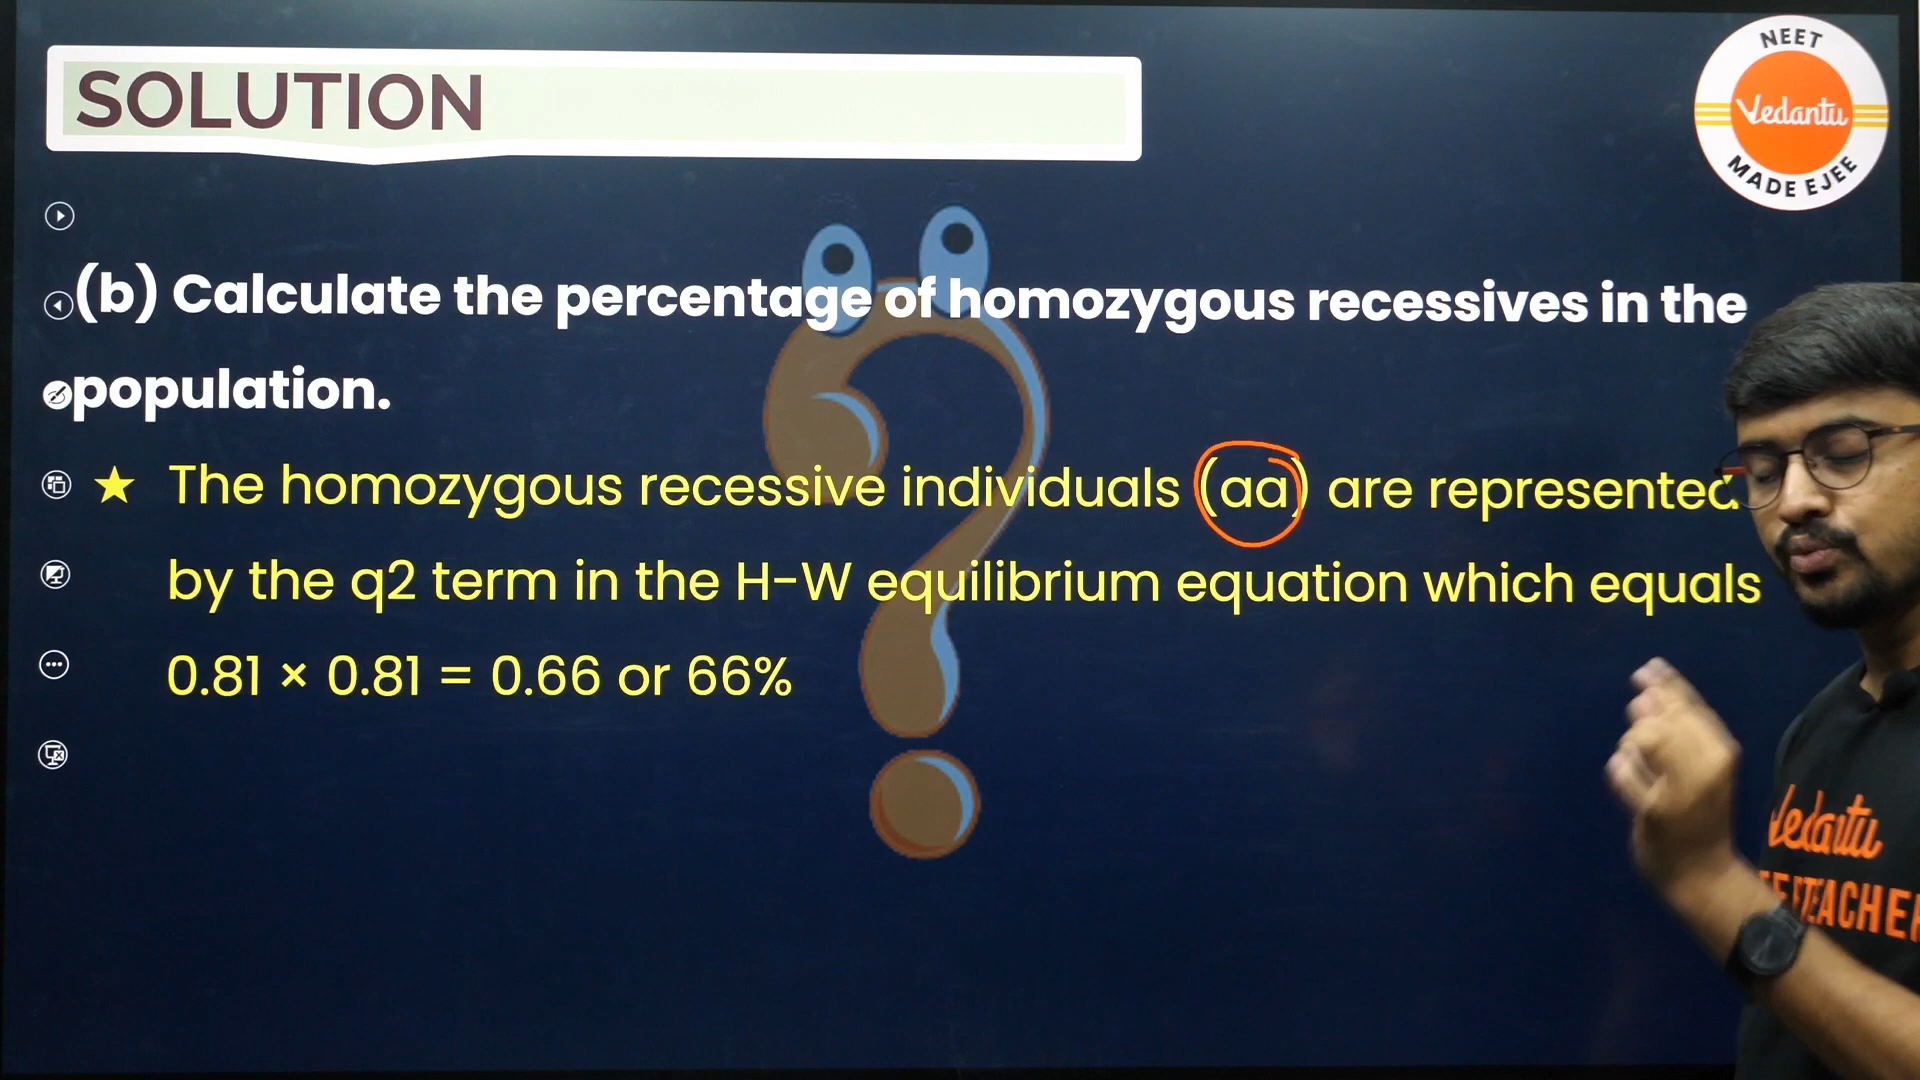 SOLUTION
NEET
Vedantu
MADE EJEE
(b) Calculate the percentage of homozygous recessives in the
population.
★ The homozygous recessive individuals (aa) are represented
by the q2 term in the H-W equilibrium equation which equals
0.81 × 0.81 = 0.66 or 66%
Vedantu